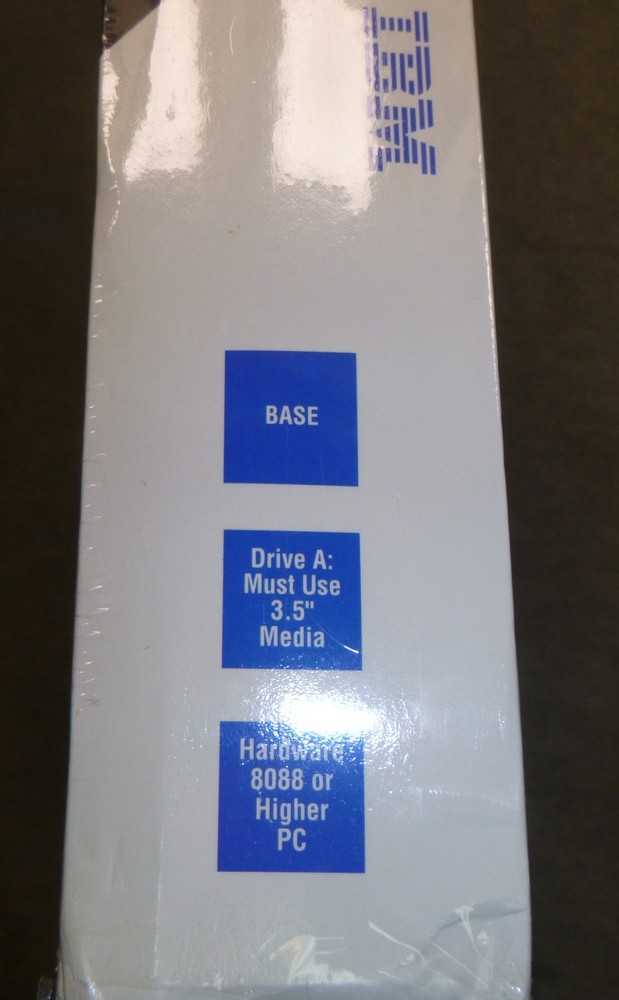 IBM
BASE
Drive A:
Must Use
3.5"
Media
Hardware
8088 or
Higher
PC